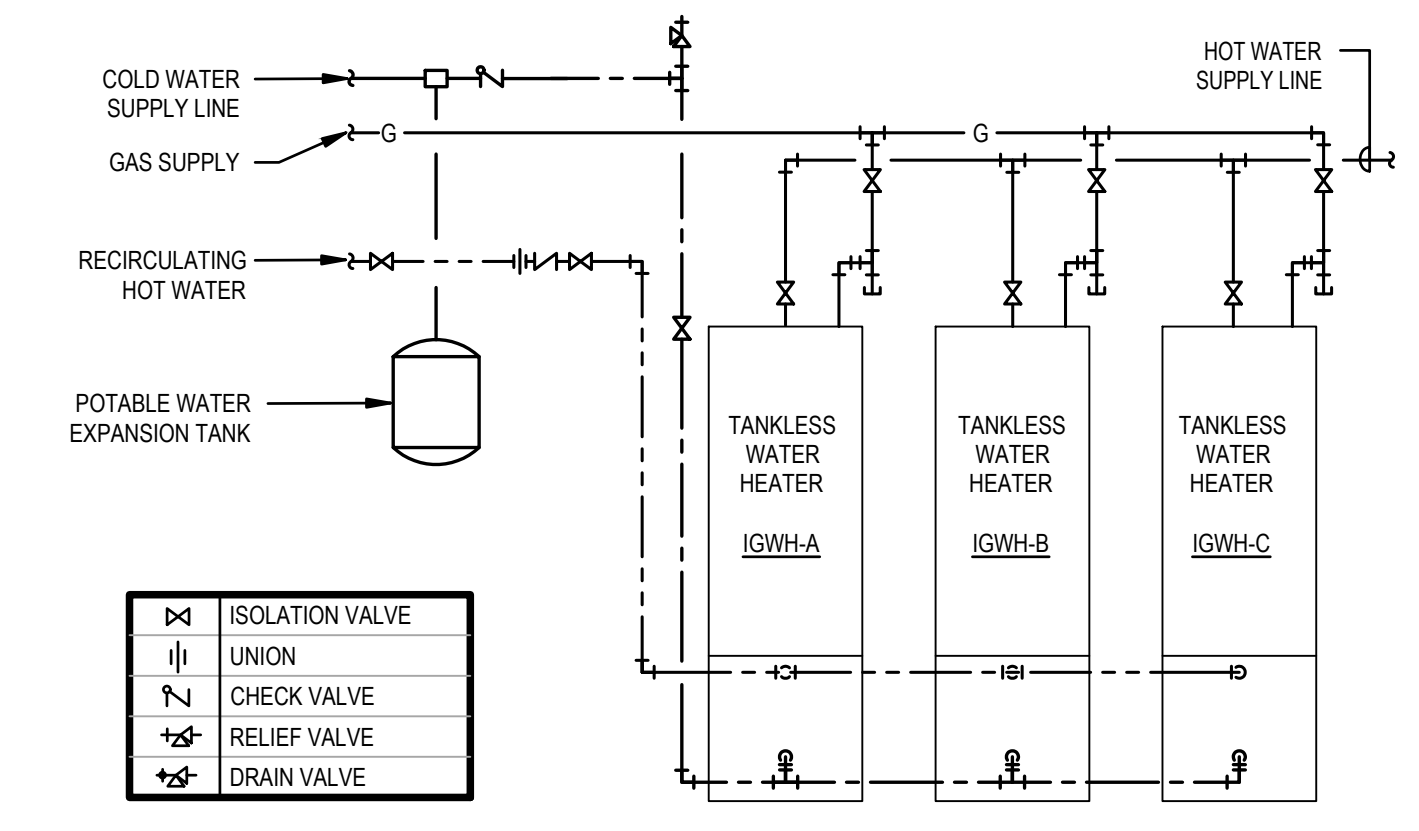 COLD WATER
SUPPLY LINE
HOT WATER
SUPPLY LINE
G
G
GAS SUPPLY
RECIRCULATING
HOT WATER
POTABLE WATER
EXPANSION TANK
TANKLESS
WATER
HEATER
IGWH-A
TANKLESS
WATER
HEATER
IGWH-B
TANKLESS
WATER
HEATER
IGWH-C
ISOLATION VALVE
UNION
CHECK VALVE
RELIEF VALVE
DRAIN VALVE